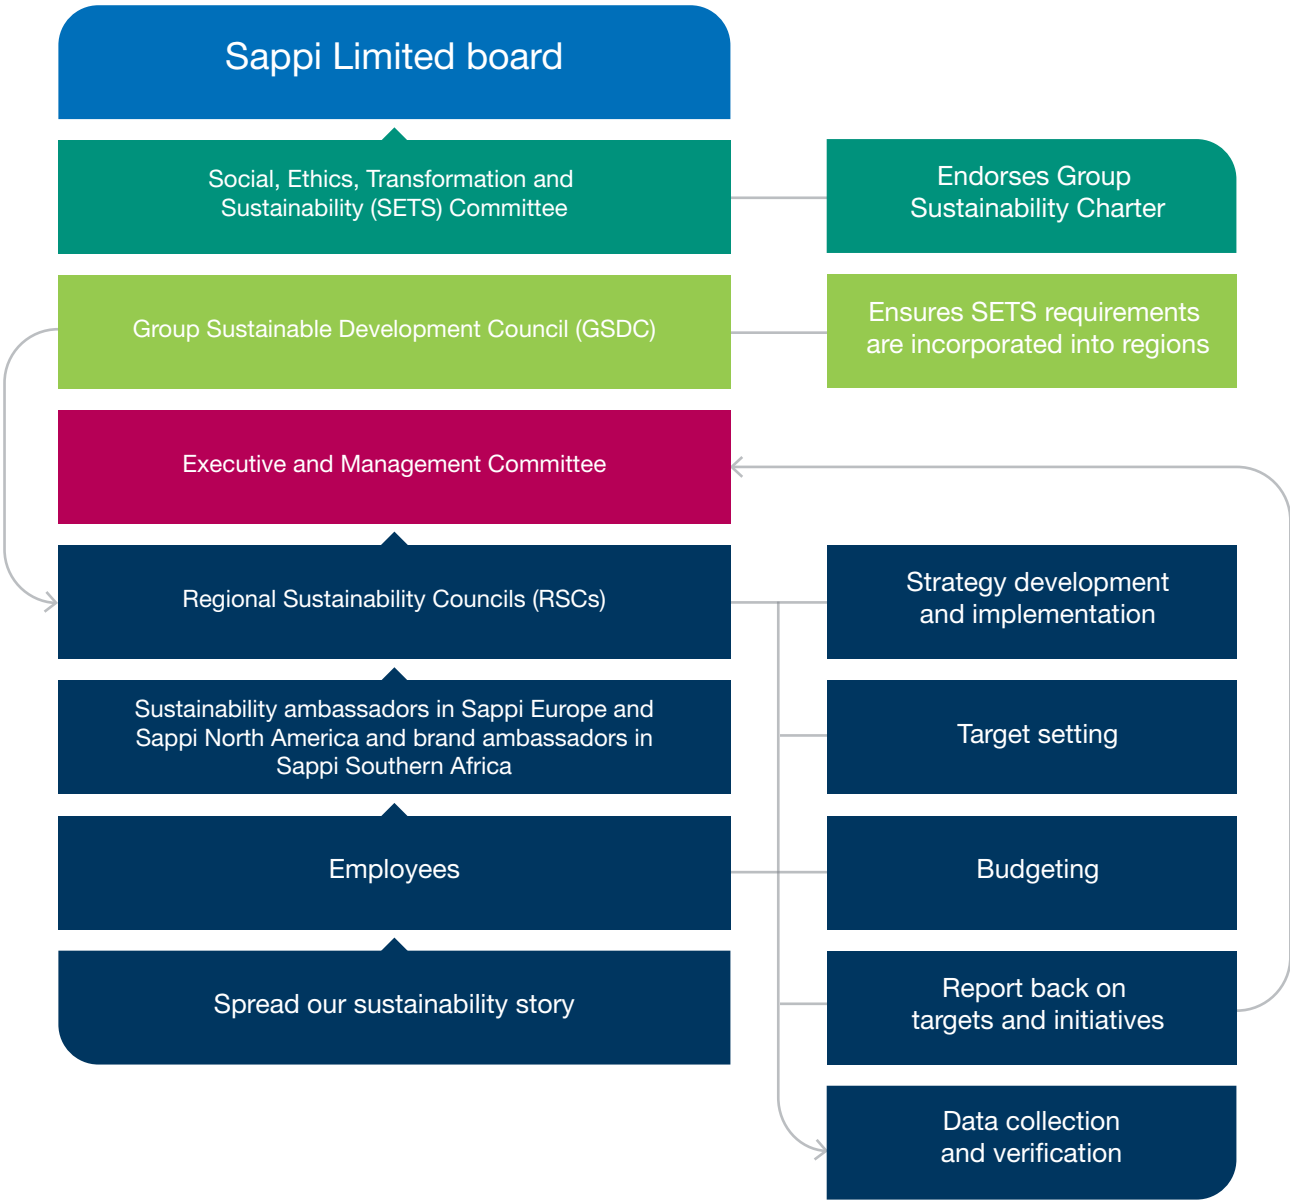 Sappi Limited board
Social, Ethics, Transformation and
Sustainability (SETS) Committee
Endorses Group
Sustainability Charter
Group Sustainable Development Council (GSDC)
Ensures SETS requirements
are incorporated into regions
Executive and Management Committee
Regional Sustainability Councils (RSCs)
Strategy development
and implementation
Sustainability ambassadors in Sappi Europe and
Sappi North America and brand ambassadors in
Sappi Southern Africa
Target setting
Employees
Budgeting
Spread our sustainability story
Report back on
targets and initiatives
Data collection
and verification